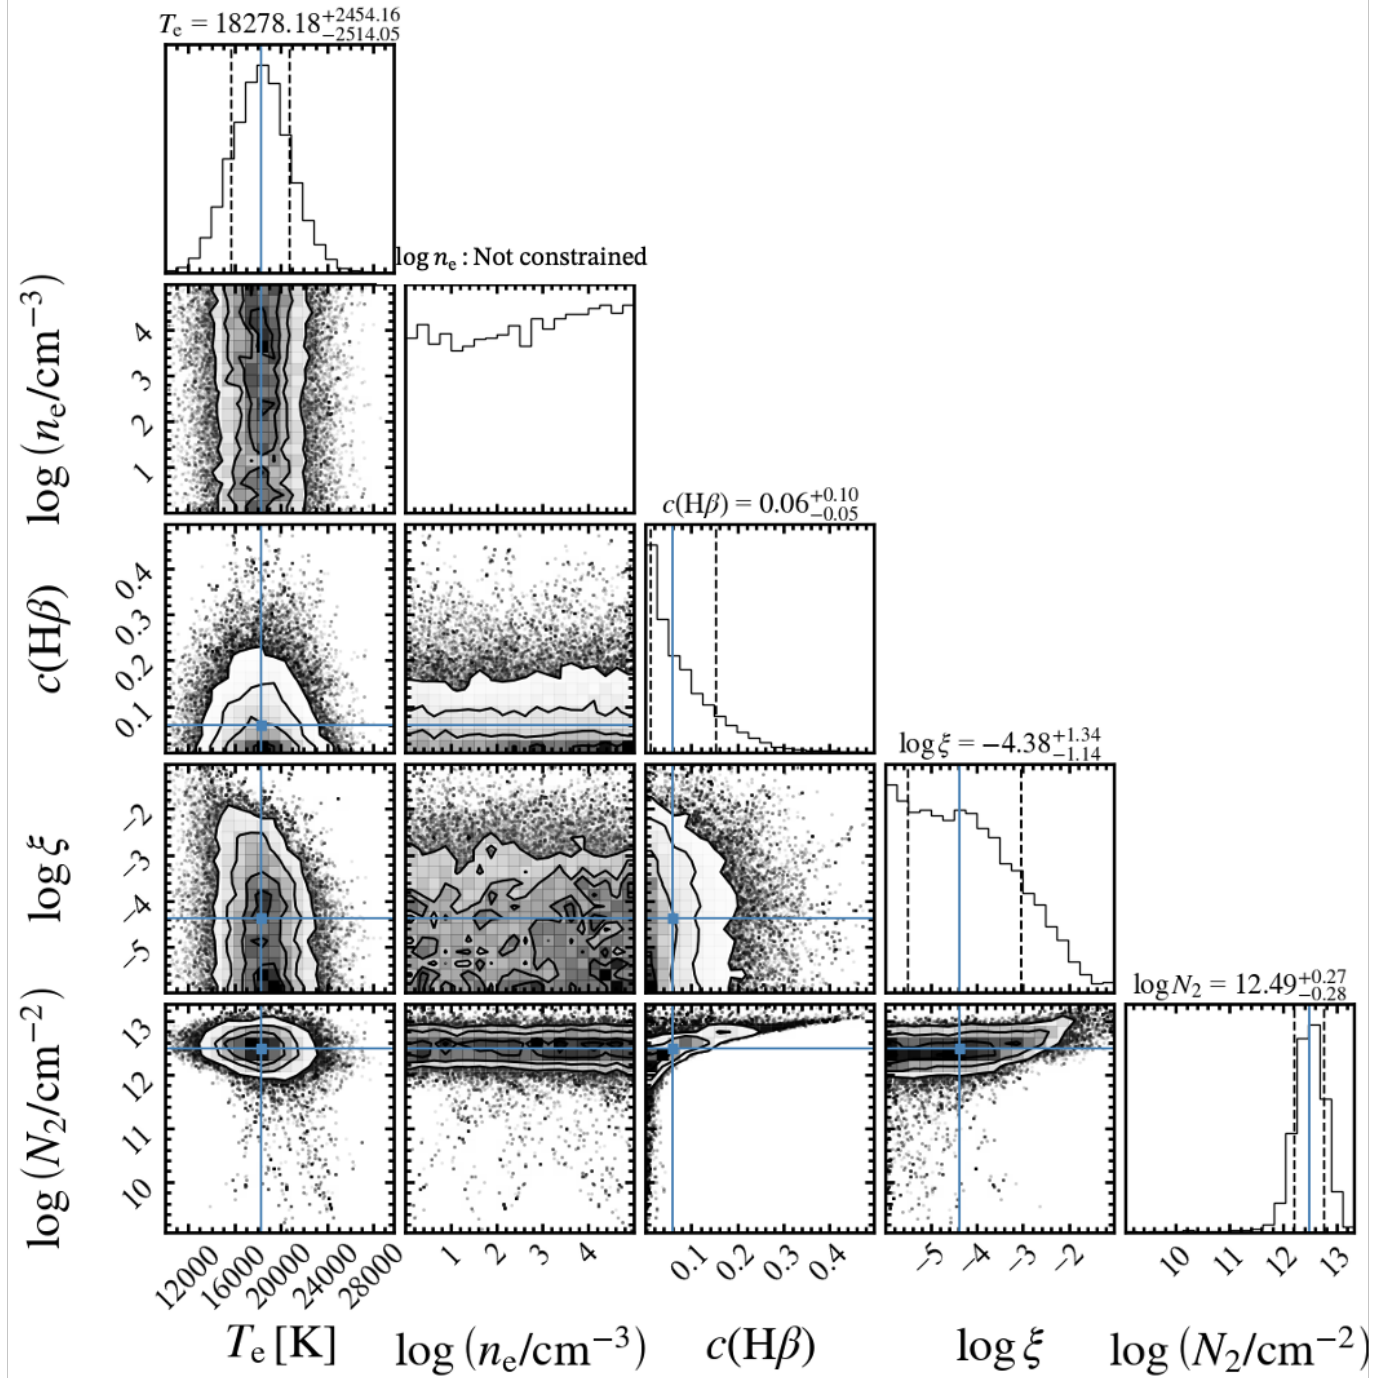 T_e = 18278.18^{+2454.16}_{-2514.05}
log n_e : Not constrained
log (n_e/cm^{-3})
4
3
2
1
c(Hβ) = 0.06^{+0.10}_{-0.05}
c(Hβ)
0.4
0.3
0.2
0.1
log ξ = −4.38^{+1.34}_{-1.14}
log ξ
−2
−3
−4
−5
log N_2 = 12.49^{+0.27}_{-0.28}
log (N_2/cm^{-2})
13
12
11
10
12000 16000 20000 24000 28000
1 2 3 4
0.1 0.2 0.3 0.4
−5 −4 −3 −2
10 11 12 13
T_e [K]
log (n_e/cm^{-3})
c(Hβ)
log ξ
log (N_2/cm^{-2})